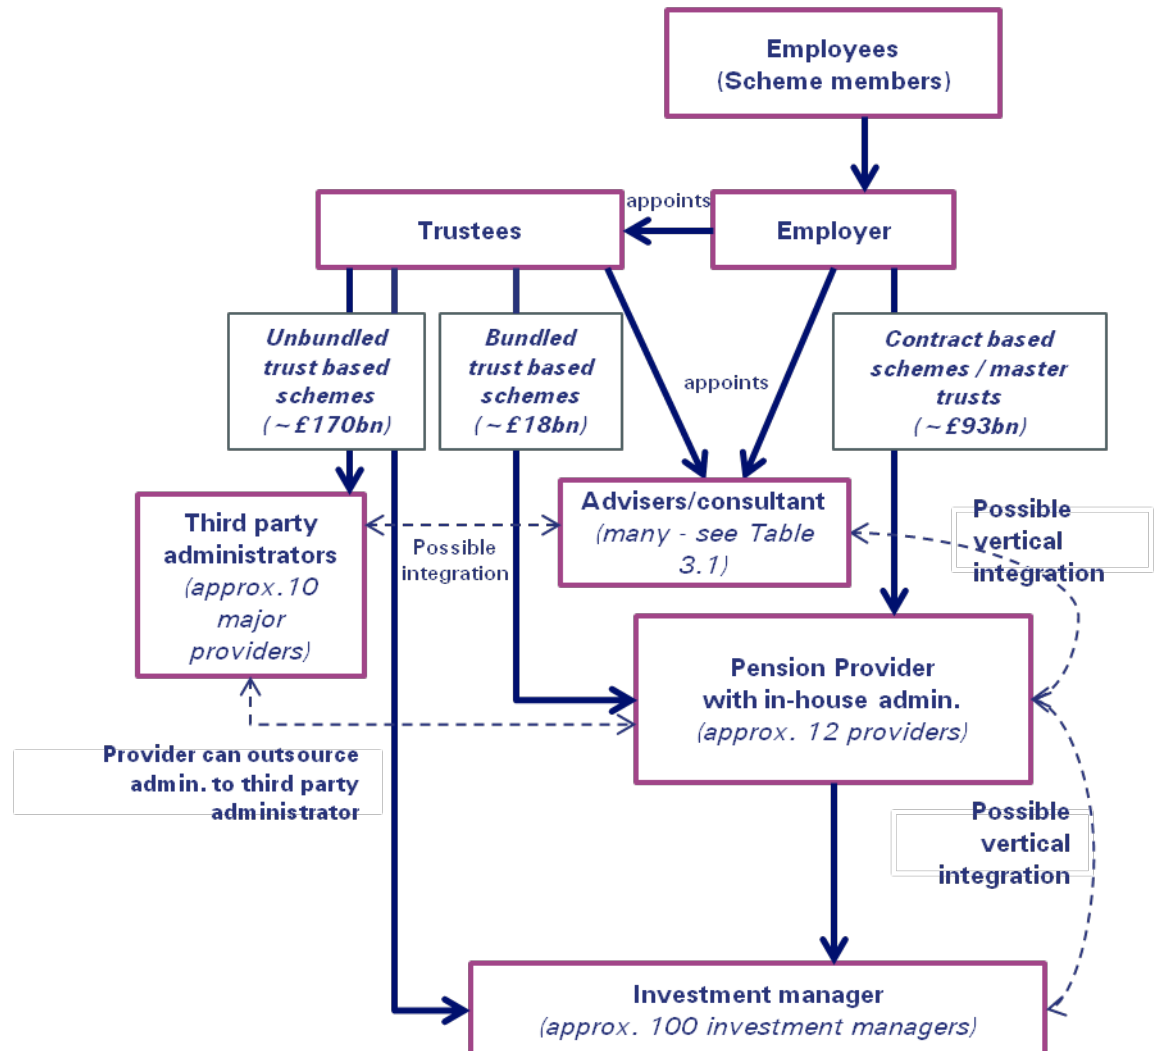 Employees
(Scheme members)
appoints
Trustees
Employer
Unbundled
trust based
schemes
(~£170bn)
Bundled
trust based
schemes
(~£18bn)
appoints
Contract based
schemes / master
trusts
(~£93bn)
Third party
administrators
(approx.10
major
providers)
Possible
integration
Advisers/consultant
(many - see Table
3.1)
Possible
vertical
integration
Pension Provider
with in-house admin.
(approx. 12 providers)
Provider can outsource
admin. to third party
administrator
Possible
vertical
integration
Investment manager
(approx. 100 investment managers)